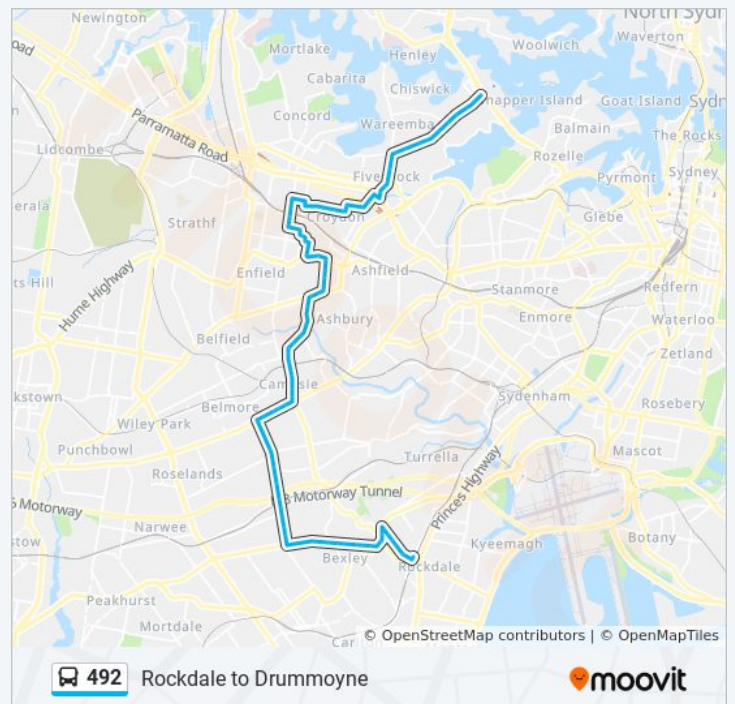 Newington
North Syd
Woolwich
Waverton
oad
Mortlake
Henley
Cabarita
Chiswick
Snapper Island
Goat Island
Sydn
Concord
Parramatta Road
Wareemba
Balmain
The Rocks
Lidcombe
Rozelle
Five Dock
Pyrmont
Sydney
erala
Strathf
Croydon
Glebe
Enfield
Ashfield
ts Hill
Stanmore
Redfern
Hume Highway
Enmore
Waterloo
Ashbury
Belfield
Zetland
kstown
Campsie
Belmore
Sydenham
Rosebery
Wiley Park
Punchbowl
Turrella
Mascot
Roselands
Princes Highway
M8 Motorway Tunnel
5 Motorway
Narwee
Kyeemagh
Botany
stow
Bexley
Rockdale
Peakhurst
Mortdale
Car
© OpenStreetMap contributors | © OpenMapTiles
492 Rockdale to Drummoyne
moovit